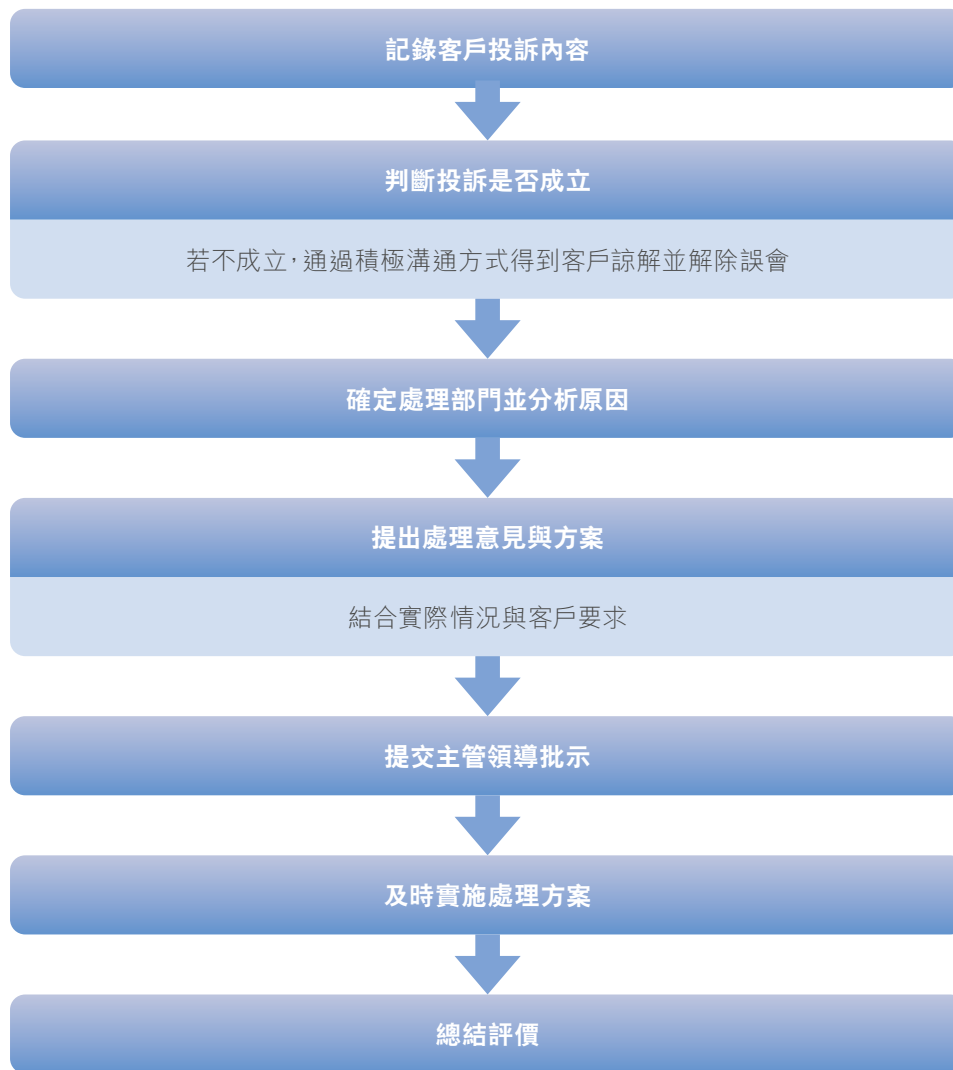 記錄客戶投訴內容
判斷投訴是否成立
若不成立，通過積極溝通方式得到客戶諒解並解除誤會
確定處理部門並分析原因
提出處理意見與方案
結合實際情況與客戶要求
提交主管領導批示
及時實施處理方案
總結評價